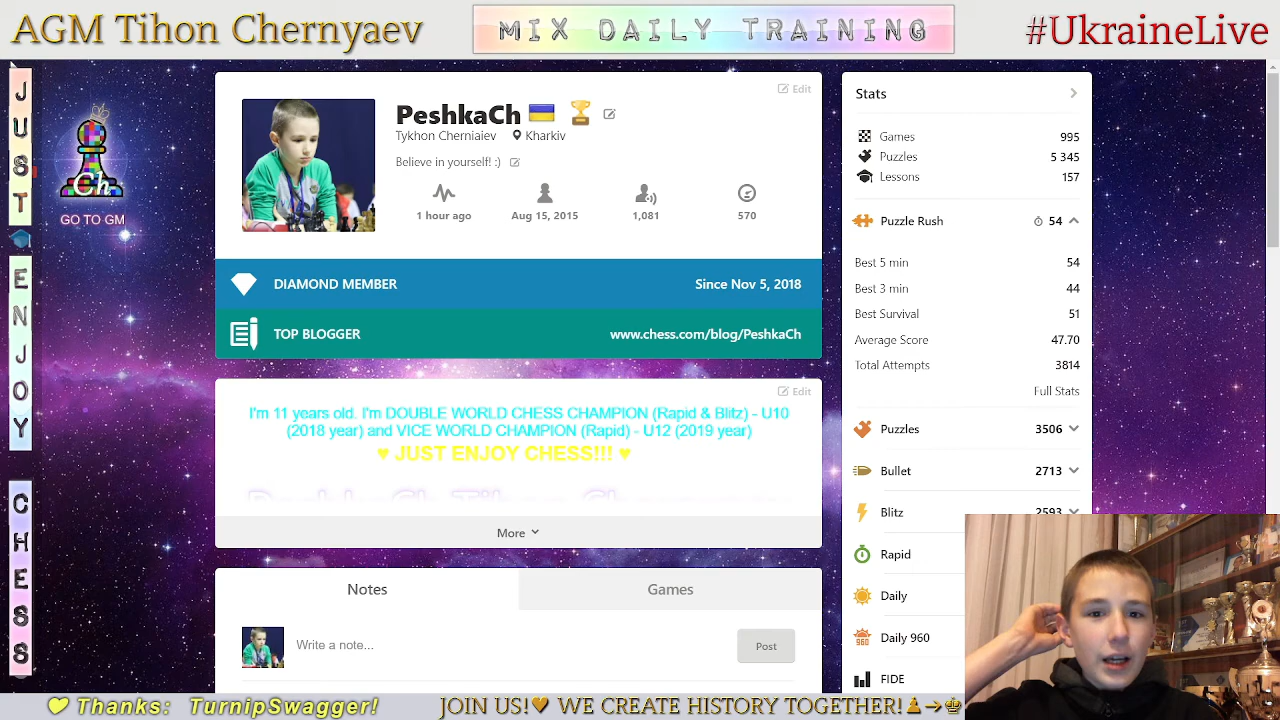 AGM Tihon Chernyaev
MIX DAILY TRAINING
#UkraineLive
JUST
ENJOY
CHESS
Ch
GO TO GM
Edit
PeshkaCh
Tykhon Cherniaiev Kharkiv
Believe in yourself! :)
1 hour ago Aug 15, 2015 1,081 570
DIAMOND MEMBER Since Nov 5, 2018
TOP BLOGGER www.chess.com/blog/PeshkaCh
Edit
I'm 11 years old. I'm DOUBLE WORLD CHESS CHAMPION (Rapid & Blitz) - U10
(2018 year) and VICE WORLD CHAMPION (Rapid) - U12 (2019 year)
♥ JUST ENJOY CHESS!!! ♥
More
Notes Games
Write a note...
Post
Stats
Games 995
Puzzles 5 345
Lessons 157
Puzzle Rush 54
Best 5 min 54
Best 3 min 44
Best Survival 51
Average Score 47.70
Total Attempts 3814
Full Stats
Puzzles 3506
Bullet 2713
Blitz 2593
Rapid
Daily
960 Daily 960
FIDE
Thanks: TurnipSwagger!
JOIN US! WE CREATE HISTORY TOGETHER!